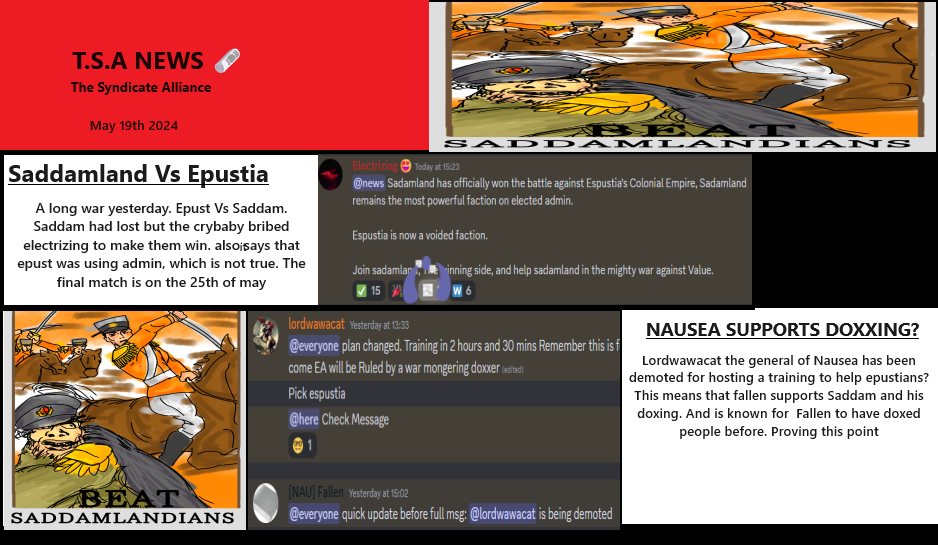 T.S.A NEWS
The Syndicate Alliance
May 19th 2024
BEAT
SADDAMLANDIANS
Saddamland Vs Epustia
A long war yesterday. Epust Vs Saddam.
Saddam had lost but the crybaby bribed
electrizing to make them win. also says that
epust was using admin, which is not true. The
final match is on the 25th of may
Electrizing Today at 15:23
@news Sadamland has officially won the battle against Espustia's Colonial Empire, Sadamland
remains the most powerful faction on elected admin.
Espustia is now a voided faction.
Join sadamland, winning side, and help sadamland in the mighty war against Value.
15
W 6
BEAT
SADDAMLANDIANS
lordwawacat Yesterday at 13:33
@everyone plan changed. Training in 2 hours and 30 mins Remember this is f
come EA will be Ruled by a war mongering doxxer (edited)
Pick espustia
@here Check Message
1
[NAU] Fallen Yesterday at 15:02
@everyone quick update before full msg; @lordwawacat is being demoted
NAUSEA SUPPORTS DOXXING?
Lordwawacat the general of Nausea has been
demoted for hosting a training to help epustians?
This means that fallen supports Saddam and his
doxing. And is known for Fallen to have doxed
people before. Proving this point